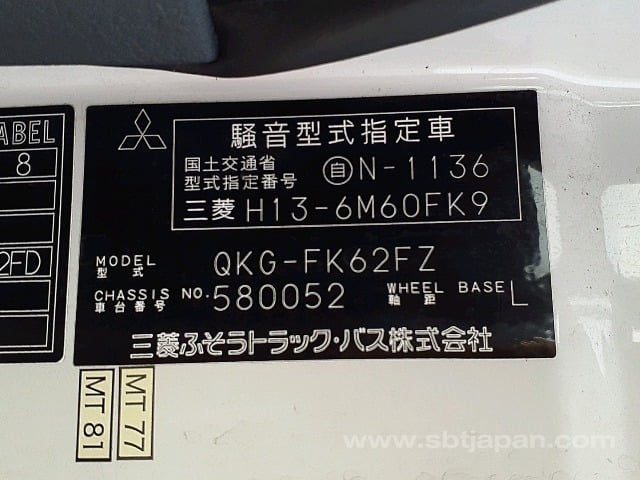 ABEL
8
2FD
騒音型式指定車
国土交通省
型式指定番号
自N-1136
三菱 H13-6M60FK9
MODEL
型式
QKG-FK62FZ
CHASSIS NO.
車台番号
580052
WHEEL BASE
軸距
L
三菱ふそうトラック・バス株式会社
MT 77
MT 81
www.sbtjapan.com